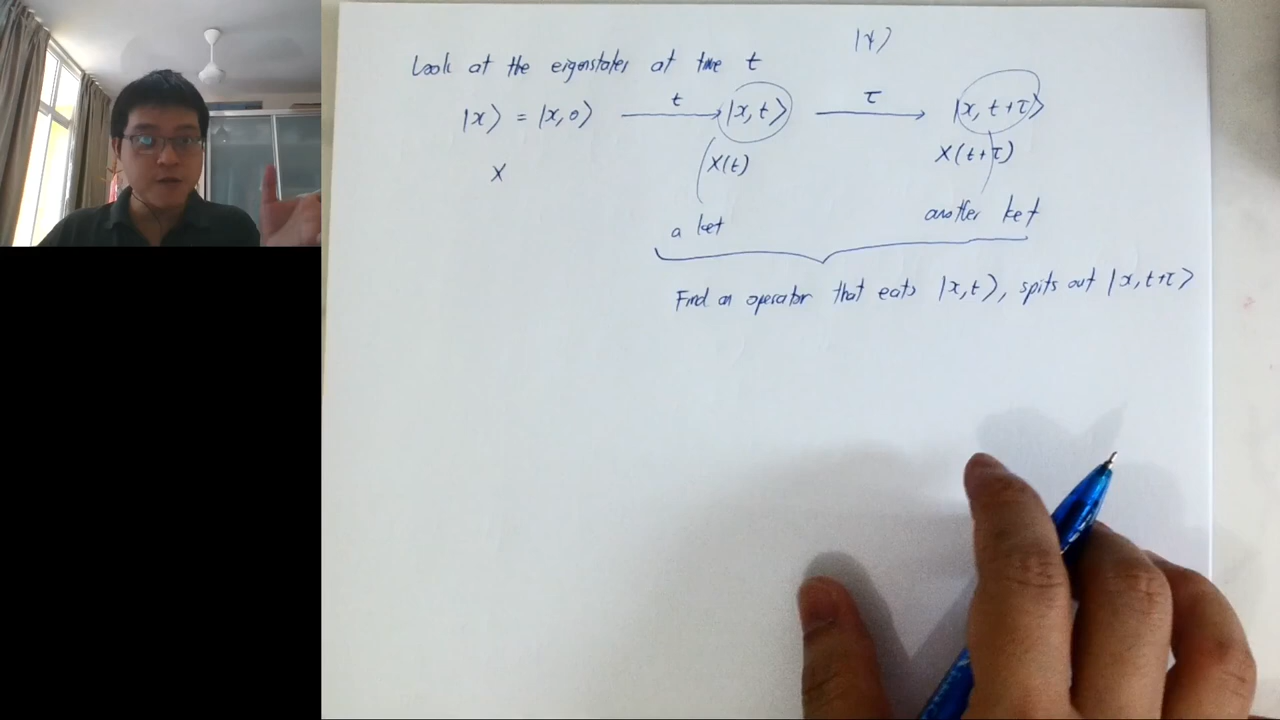 |ψ⟩
Look at the eigenstates at time t
|x⟩ = |x, 0⟩ t |x, t⟩ τ |x, t+τ⟩
X X(t) X(t+τ)
a ket another ket
Find an operator that eats |x, t⟩, spits out |x, t+τ⟩